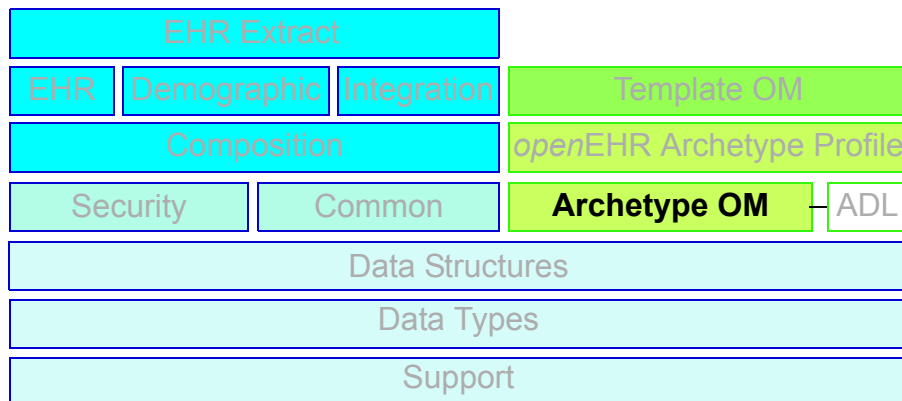 EHR Extract
EHR Demographic Integration Template OM
Composition openEHR Archetype Profile
Security Common Archetype OM ADL
Data Structures
Data Types
Support